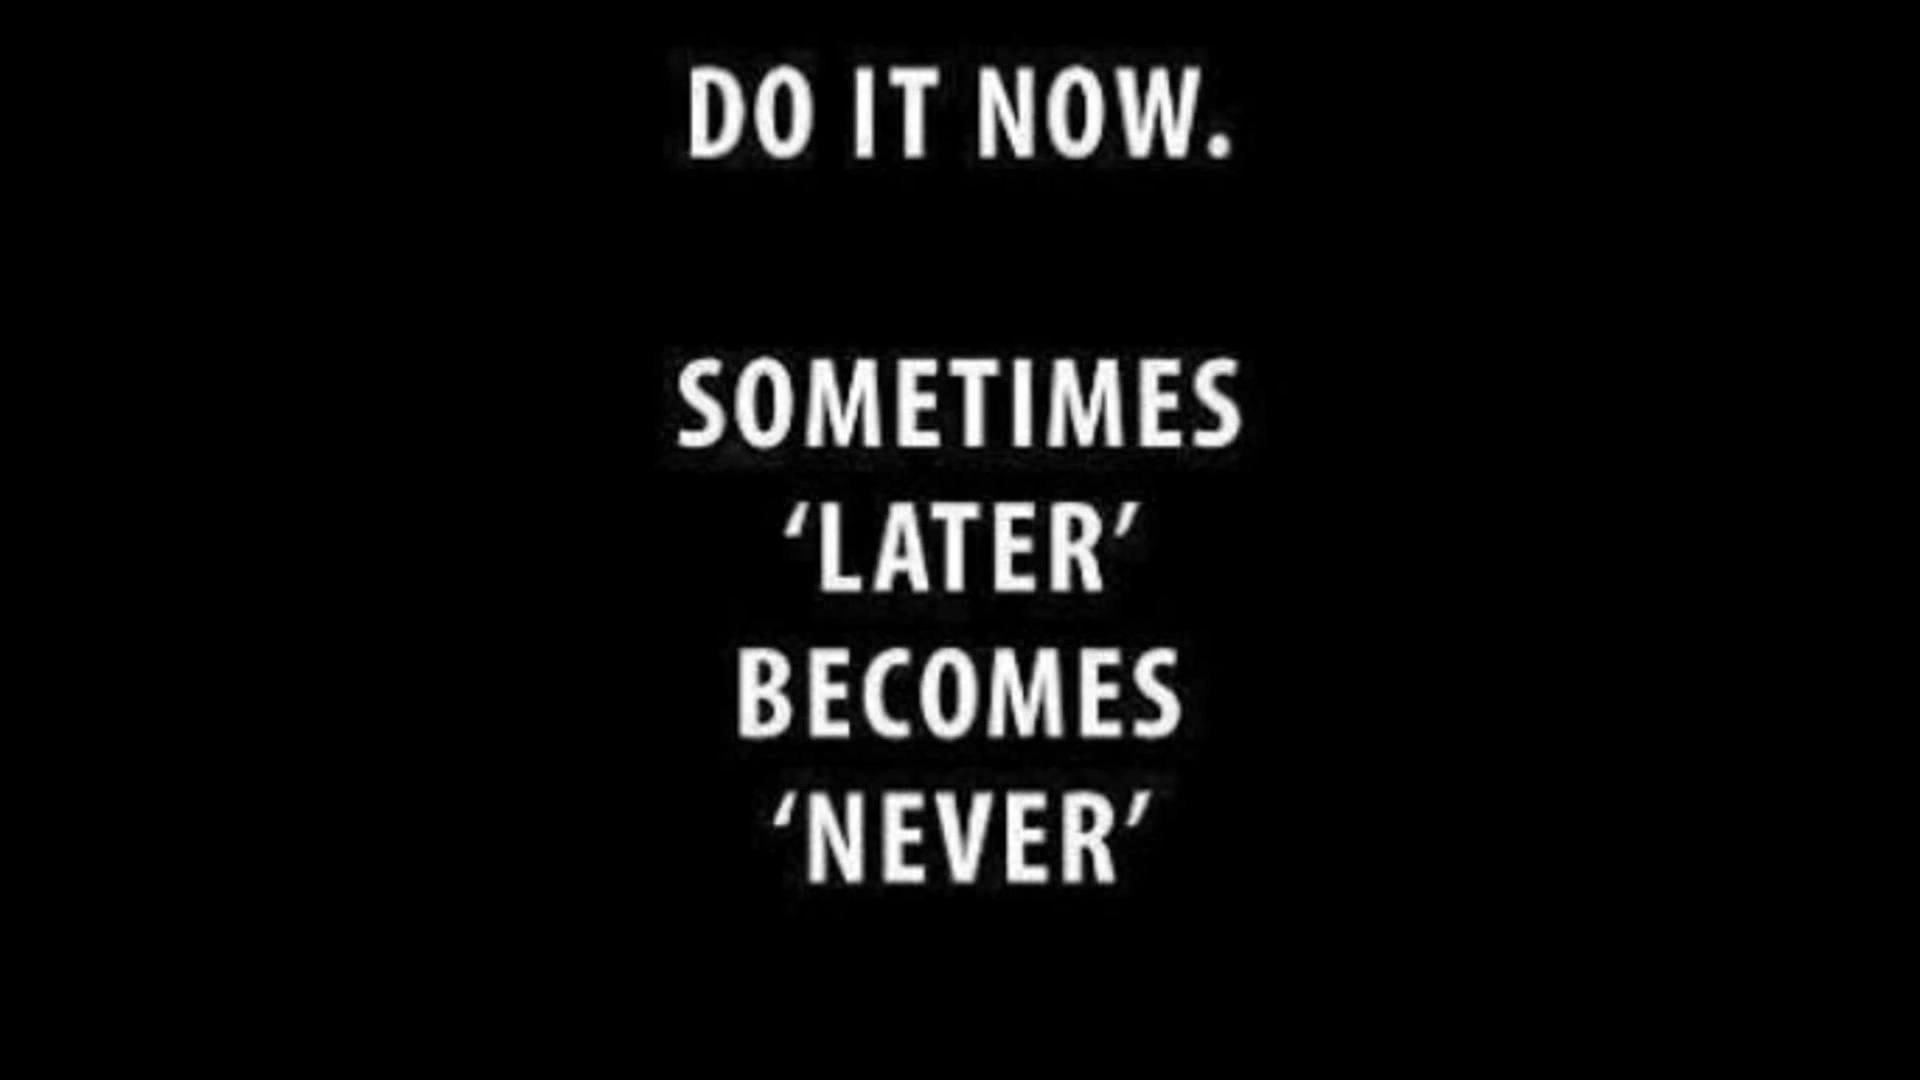 DO IT NOW.
SOMETIMES
‘LATER’
BECOMES
‘NEVER’